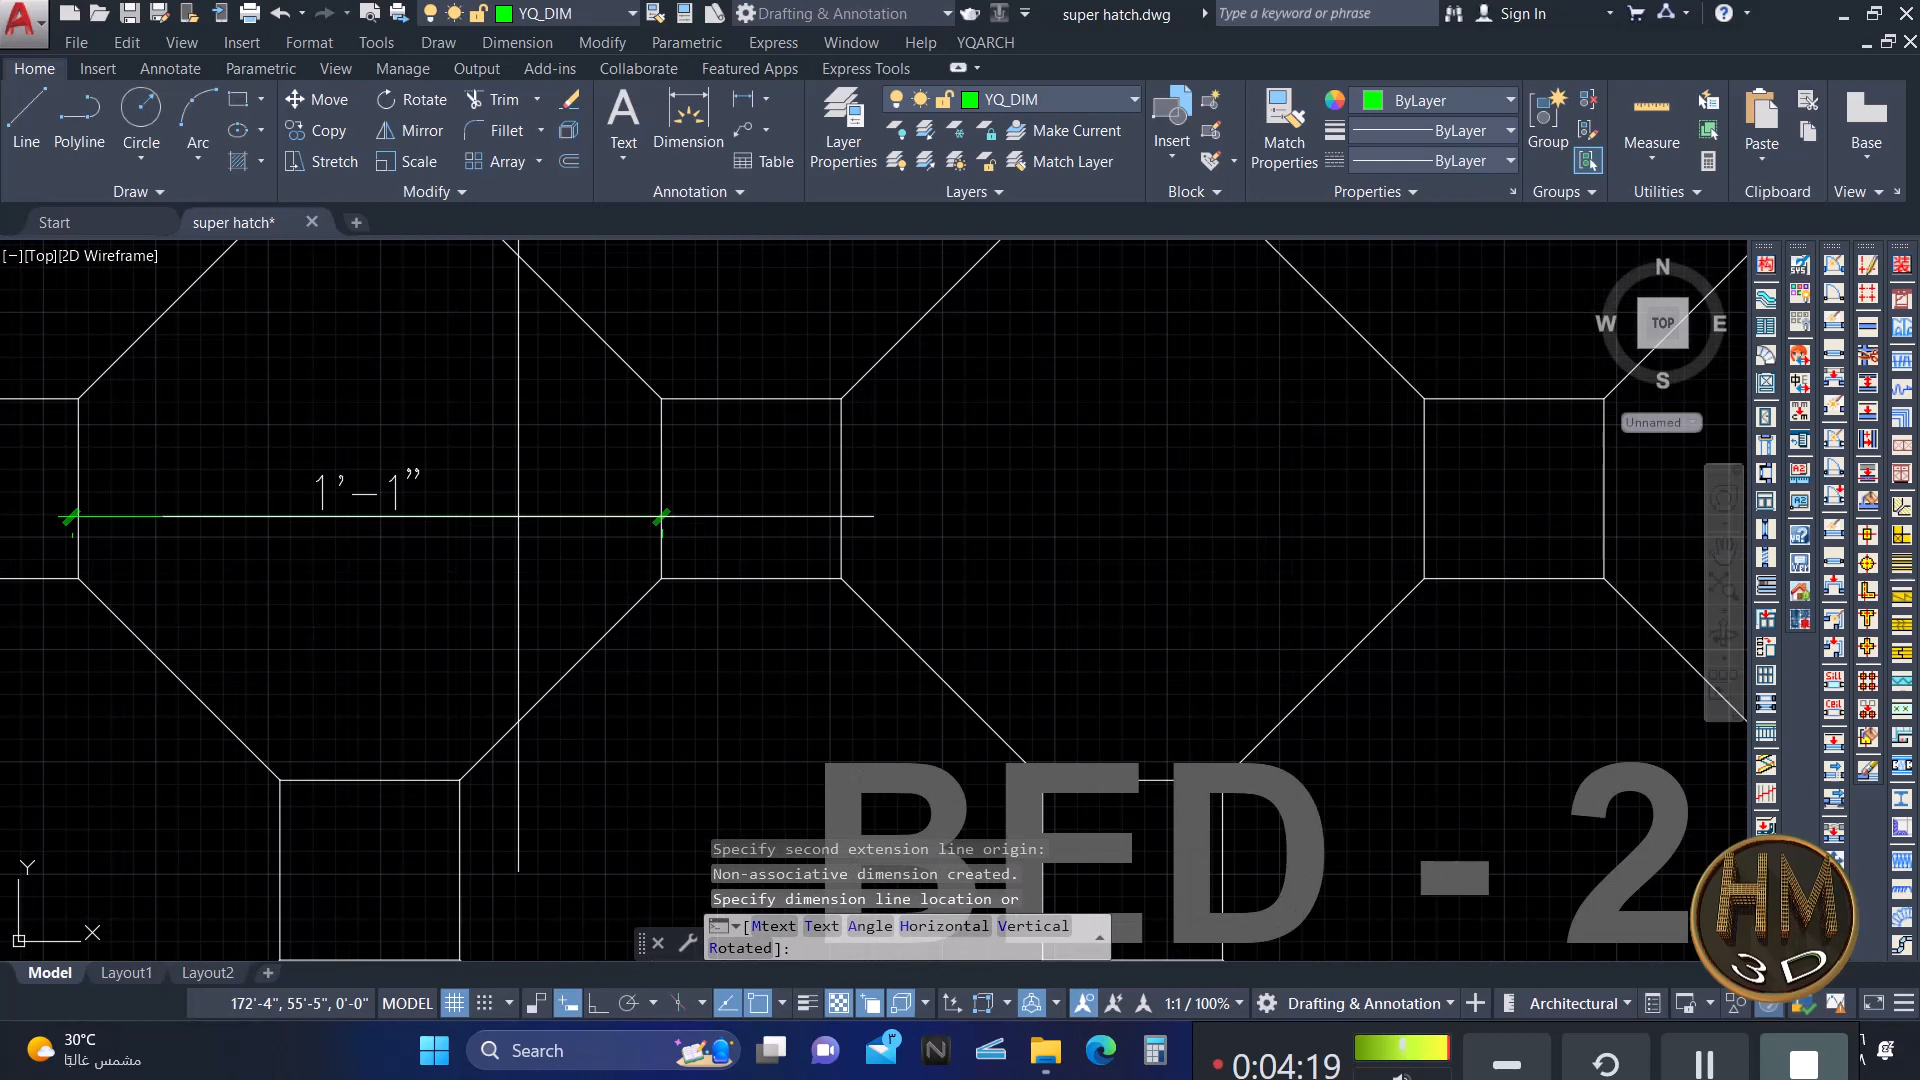 YQ_DIM
Drafting & Annotation
super hatch.dwg
Type a keyword or phrase
Sign In
File Edit View Insert Format Tools Draw Dimension Modify Parametric Express Window Help YQARCH
Home Insert Annotate Parametric View Manage Output Add-ins Collaborate Featured Apps Express Tools
Line Polyline Circle Arc
Move Rotate Trim
Copy Mirror Fillet
Stretch Scale Array
Text Dimension Table
Layer Properties
YQ_DIM
Make Current
Match Layer
Insert
Match Properties
ByLayer
ByLayer
ByLayer
Group
Measure
Paste
Base
Draw Modify Annotation Layers Block Properties Groups Utilities Clipboard View
Start super hatch*
[−][Top][2D Wireframe]
N
W TOP E
S
Unnamed
1'-1"
BED - 2
Specify second extension line origin:
Non-associative dimension created.
Specify dimension line location or
[Mtext Text Angle Horizontal Vertical
Rotated]:
Y
X
HM
3D
Model Layout1 Layout2
172'-4", 55'-5", 0'-0" MODEL 1:1 / 100% Drafting & Annotation Architectural
30°C
مشمس غالبًا
Search
0:04:19